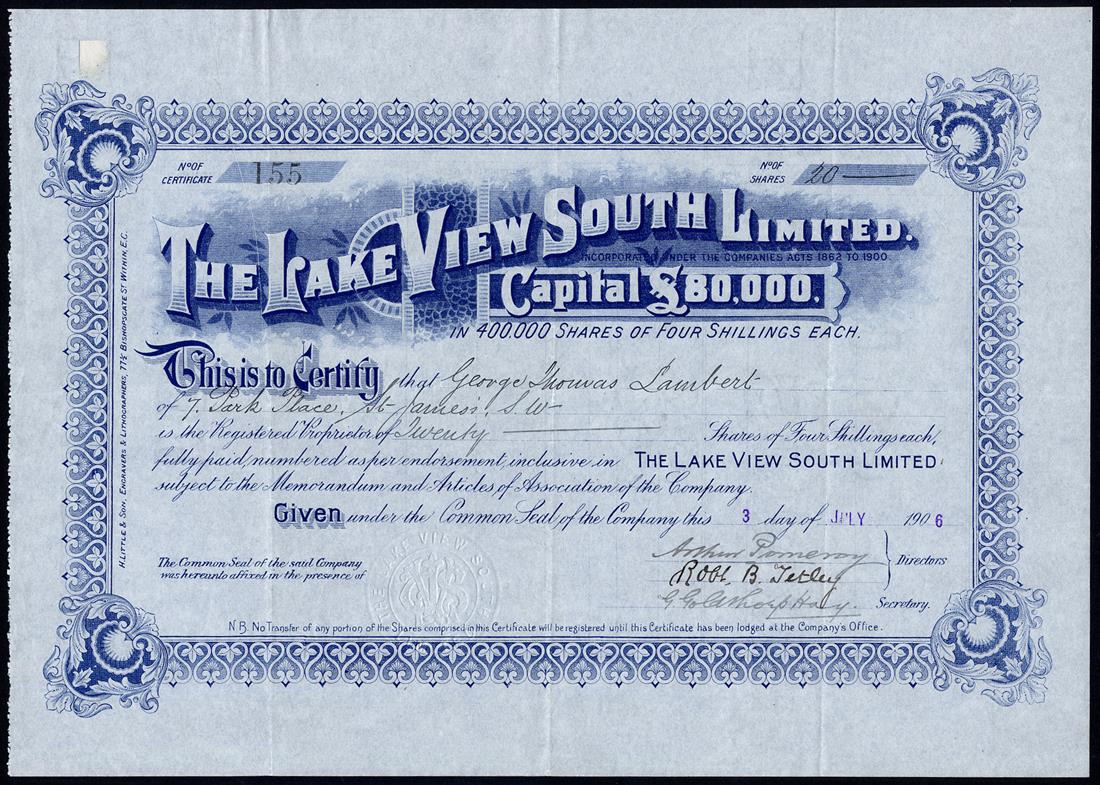 Nº OF CERTIFICATE 155
Nº OF SHARES 20
THE LAKE VIEW SOUTH LIMITED.
INCORPORATED UNDER THE COMPANIES ACTS 1862 TO 1900
Capital £80,000.
IN 400.000 SHARES OF FOUR SHILLINGS EACH.
This is to Certify that George Thomas Lambert
of 7. Park Place, St James's. S.W
is the Registered Proprietor of Twenty Shares of Four Shillings each,
fully paid, numbered as per endorsement, inclusive in THE LAKE VIEW SOUTH LIMITED
subject to the Memorandum and Articles of Association of the Company.
Given under the Common Seal of the Company this 3 day of JULY 1906
The Common Seal of the said Company
was hereunto affixed in the presence of
Arthur Pomeroy
Robt. B. Tetley
Directors
Secretary.
N.B. No Transfer of any portion of the Shares comprised in this Certificate will be registered until this Certificate has been lodged at the Company's Office.
H. LITTLE & SON, ENGRAVERS & LITHOGRAPHERS, 77½ BISHOPSGATE ST WITHIN, E.C.